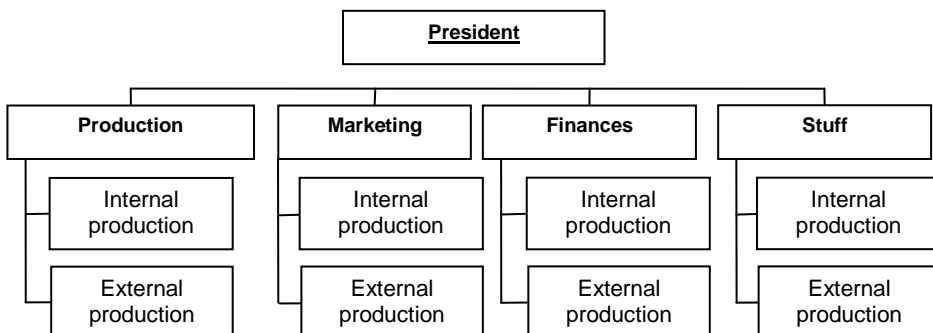 President
Production
Marketing
Finances
Stuff
Internal
production
Internal
production
Internal
production
Internal
production
External
production
External
production
External
production
External
production